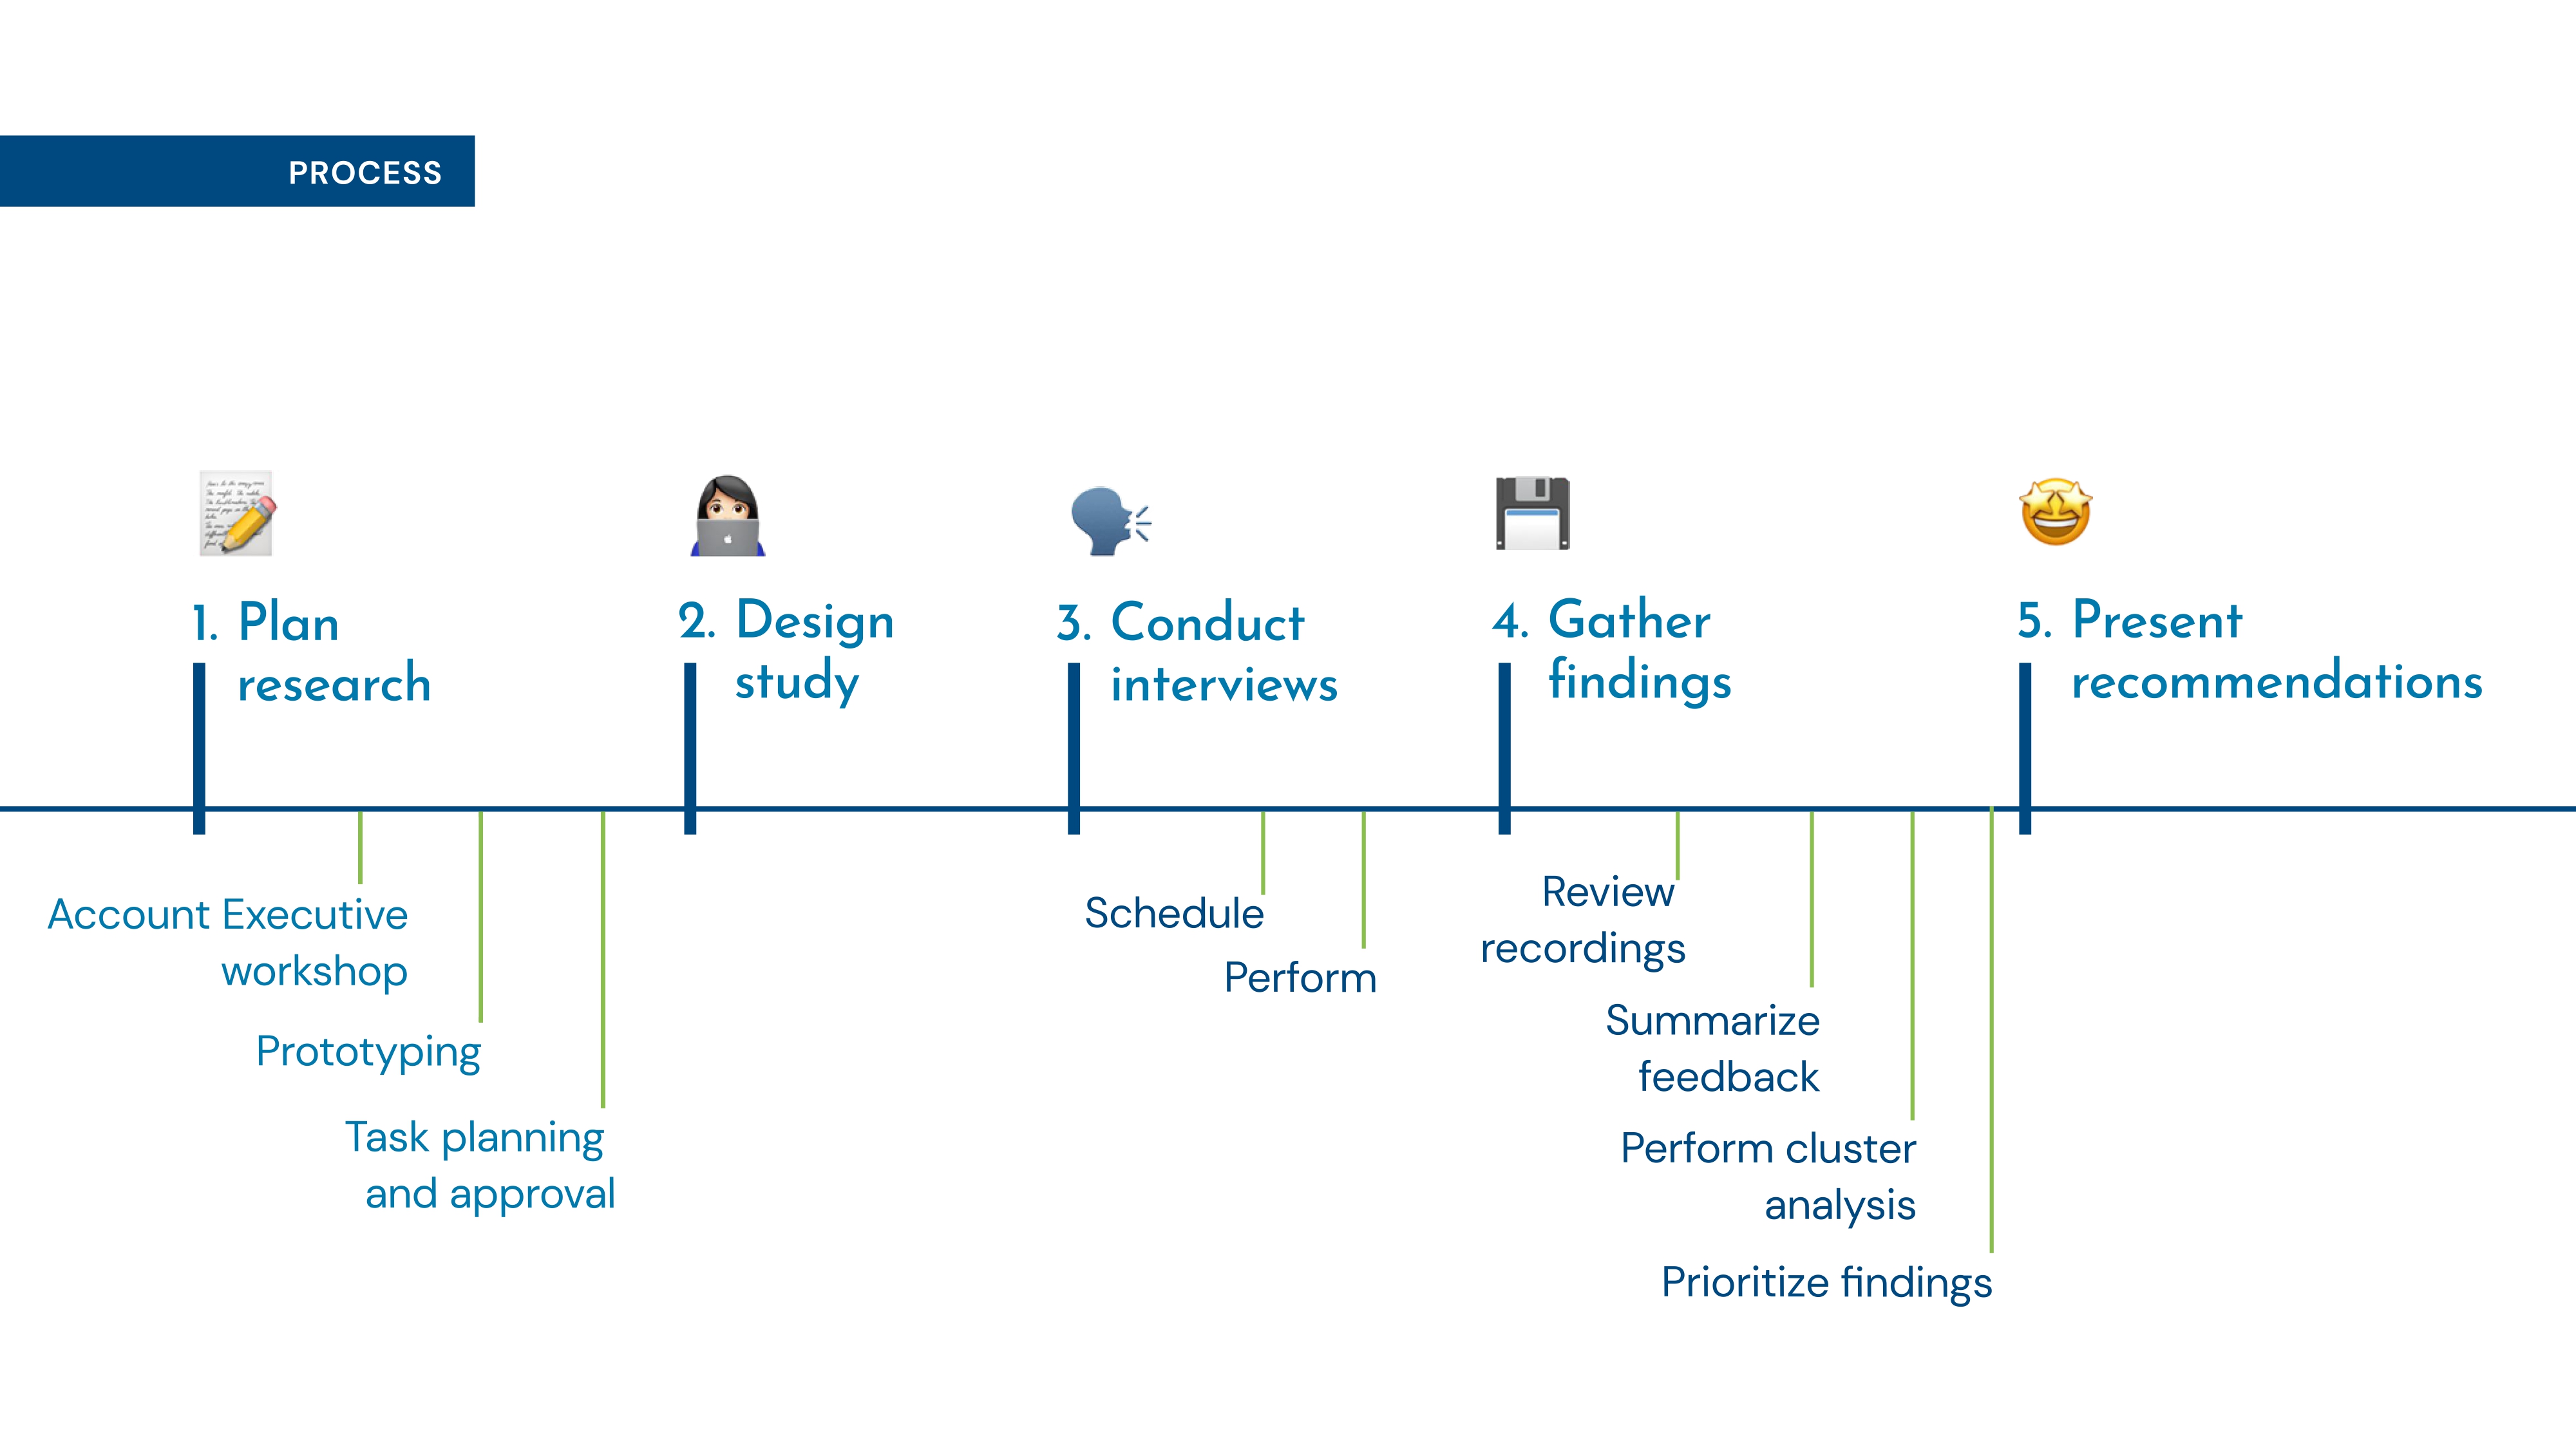 PROCESS
1. Plan
research
2. Design
study
3. Conduct
interviews
4. Gather
findings
5. Present
recommendations
Account Executive
workshop
Prototyping
Task planning
and approval
Schedule
Perform
Review
recordings
Summarize
feedback
Perform cluster
analysis
Prioritize findings